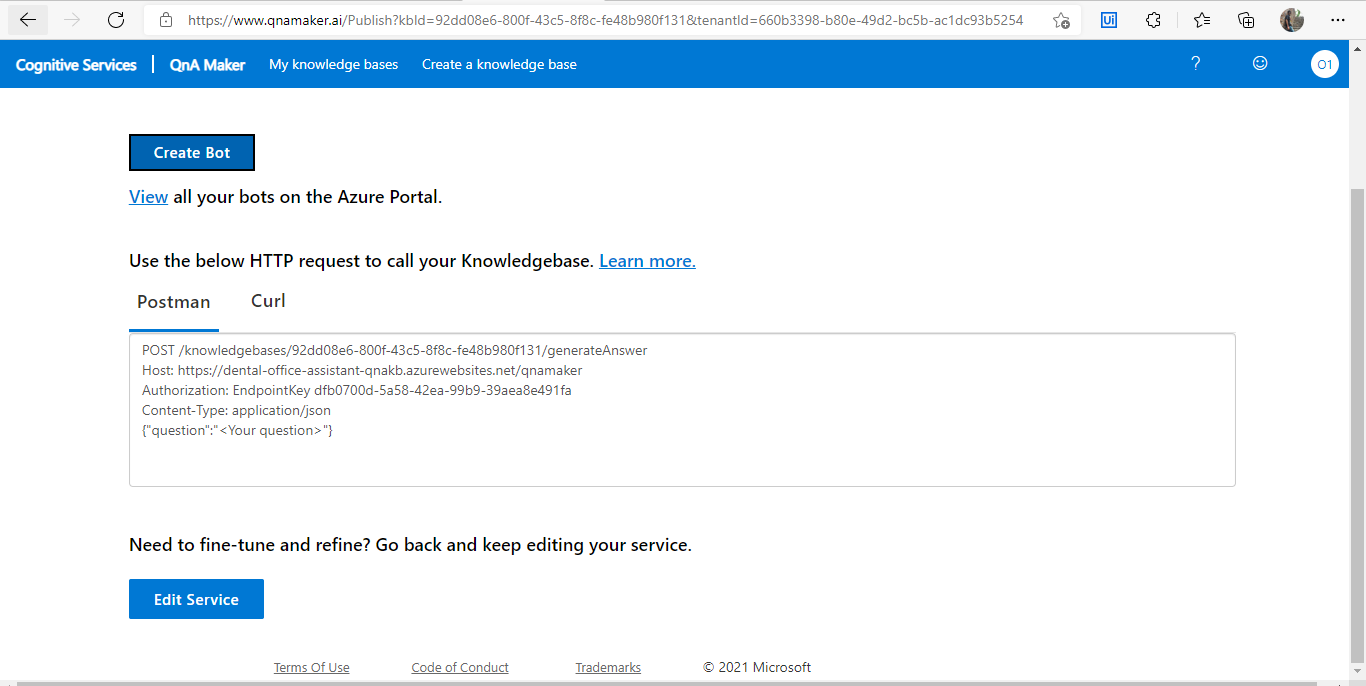 https://www.qnamaker.ai/Publish?kbId=92dd08e6-800f-43c5-8f8c-fe48b980f131&tenantId=660b3398-b80e-49d2-bc5b-ac1dc93b5254
Ui
Cognitive Services | QnA Maker My knowledge bases Create a knowledge base ? O1
Create Bot
View all your bots on the Azure Portal.
Use the below HTTP request to call your Knowledgebase. Learn more.
Postman Curl
POST /knowledgebases/92dd08e6-800f-43c5-8f8c-fe48b980f131/generateAnswer
Host: https://dental-office-assistant-qnakb.azurewebsites.net/qnamaker
Authorization: EndpointKey dfb0700d-5a58-42ea-99b9-39aea8e491fa
Content-Type: application/json
{"question":"<Your question>"}
Need to fine-tune and refine? Go back and keep editing your service.
Edit Service
Terms Of Use Code of Conduct Trademarks © 2021 Microsoft